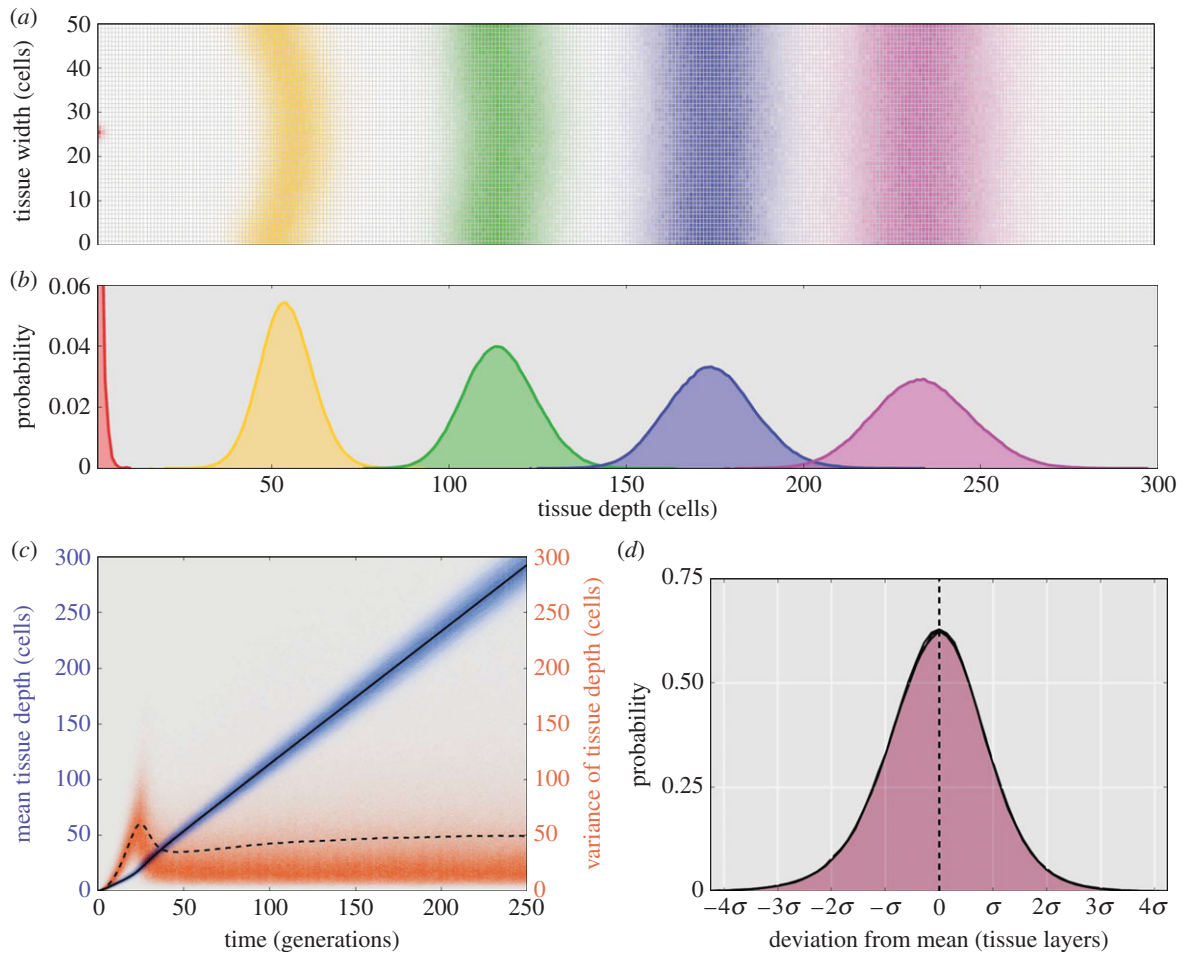 (a)
50
40
30
20
10
0
tissue width (cells)
(b)
0.06
0.04
0.02
0
probability
50
100
150
200
250
300
tissue depth (cells)
(c)
300
250
200
150
100
50
0
mean tissue depth (cells)
300
250
200
150
100
50
0
variance of tissue depth (cells)
0
50
100
150
200
250
time (generations)
(d)
0.75
0.50
0.25
0
probability
−4σ
−3σ
−2σ
−σ
0
σ
2σ
3σ
4σ
deviation from mean (tissue layers)